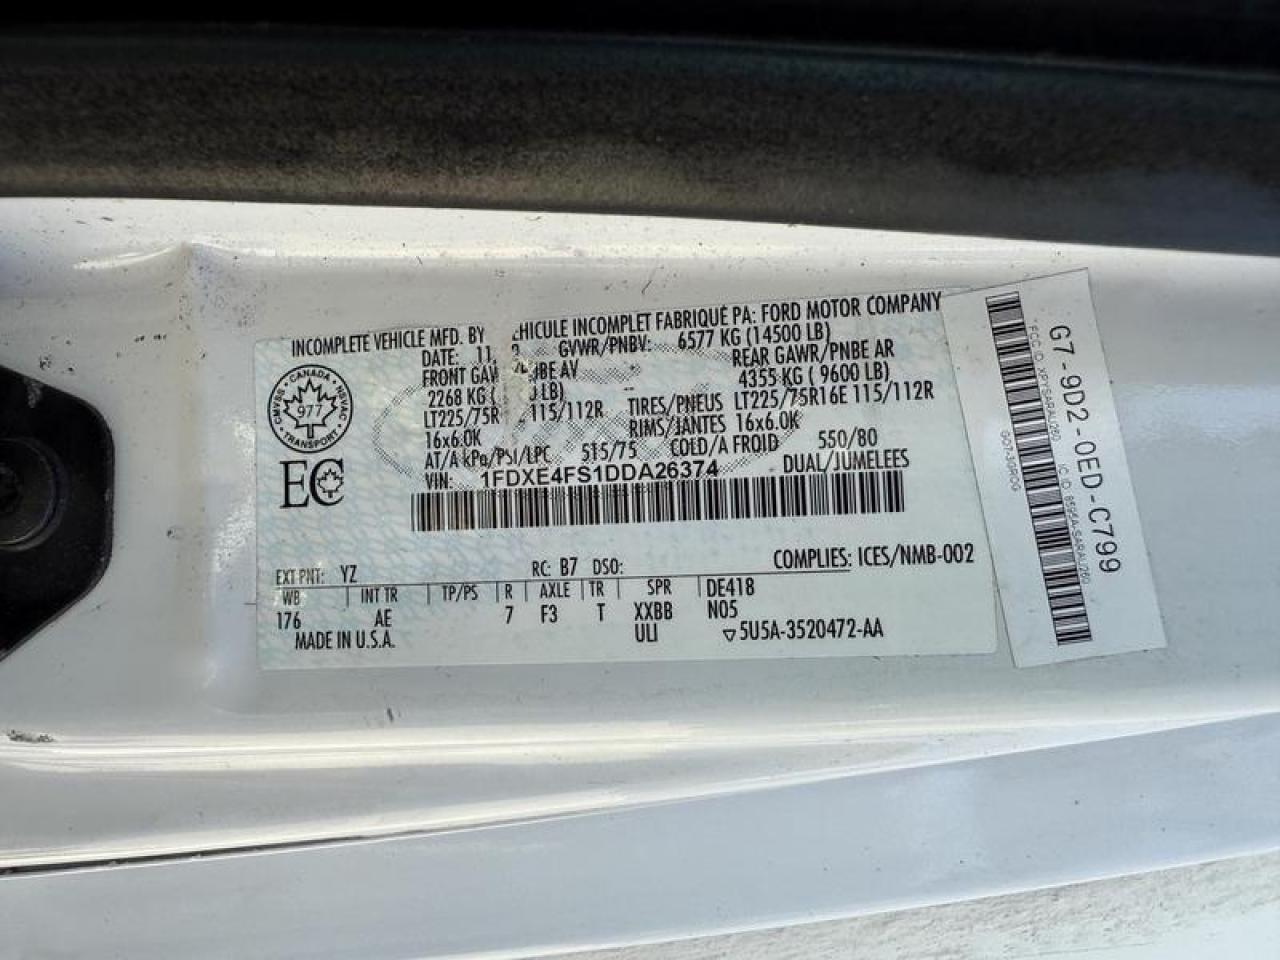 INCOMPLETE VEHICLE MFD. BY EHICULE INCOMPLET FABRIQUÉ PA: FORD MOTOR COMPANY
DATE: 11 GVWR/PNBV: 6577 KG (14500 LB)
FRONT GAW BE AV REAR GAWR/PNBE AR
2268 KG ( LB) 4355 KG ( 9600 LB)
LT225/75R 115/112R TIRES/PNEUS LT225/75R16E 115/112R
16x6.0K RIMS/JANTES 16x6.0K
AT/A kPa/PSI/LPC 515/75 COLD/A FROID 550/80
VIN: 1FDXE4FS1DDA26374 DUAL/JUMELEES
CANADA
CMVSS NSVAC
977
TRANSPORT
EC
EXT PNT: YZ RC: B7 DSO: COMPLIES: ICES/NMB-002
WB INT TR TP/PS R AXLE TR SPR DE418
176 AE 7 F3 T XXBB N05
MADE IN U.S.A. ULI ▽5U5A-3520472-AA
G7-9D2-0ED-C799